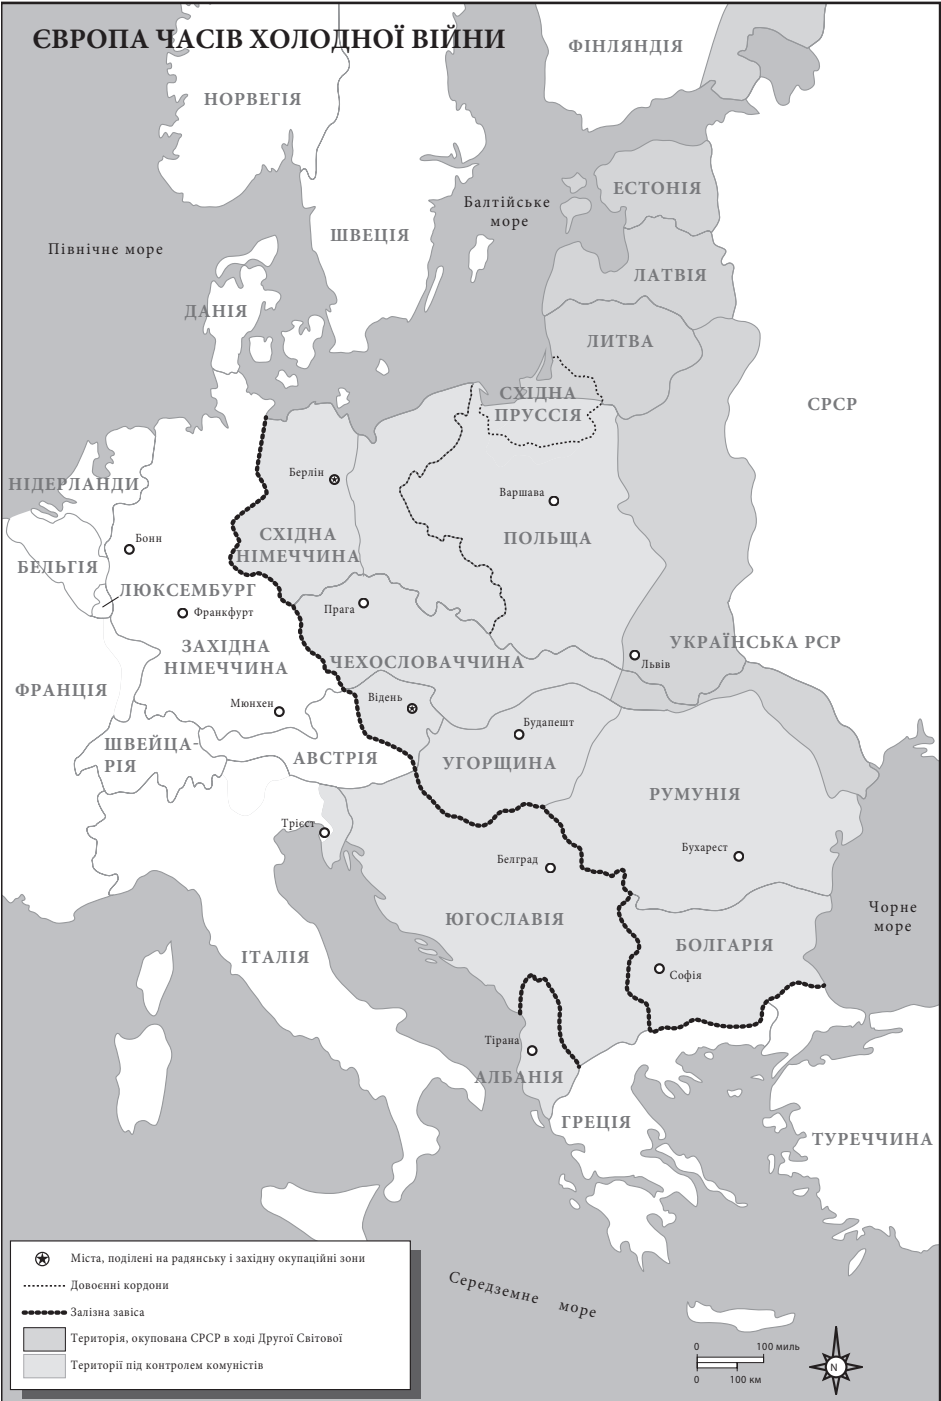 ЄВРОПА ЧАСІВ ХОЛОДНОЇ ВІЙНИ
ФІНЛЯНДІЯ
НОРВЕГІЯ
ЕСТОНІЯ
Балтійське
море
ШВЕЦІЯ
Північне море
ЛАТВІЯ
ДАНІЯ
ЛИТВА
СХІДНА
ПРУССІЯ
СРСР
Берлін
НІДЕРЛАНДИ
Варшава
СХІДНА
НІМЕЧЧИНА
ПОЛЬЩА
Бонн
БЕЛЬГІЯ
ЛЮКСЕМБУРГ
Франкфурт
Прага
ЗАХІДНА
НІМЕЧЧИНА
УКРАЇНСЬКА РСР
Львів
ЧЕХОСЛОВАЧЧИНА
ФРАНЦІЯ
Мюнхен
Відень
Будапешт
ШВЕЙЦА-
РІЯ
АВСТРІЯ
УГОРЩИНА
РУМУНІЯ
Трієст
Бухарест
Белград
Чорне
море
ЮГОСЛАВІЯ
БОЛГАРІЯ
ІТАЛІЯ
Софія
Тірана
АЛБАНІЯ
ГРЕЦІЯ
ТУРЕЧЧИНА
Середземне море
Міста, поділені на радянську і західну окупаційні зони
Довоєнні кордони
Залізна завіса
Територія, окупована СРСР в ході Другої Світової
Території під контролем комуністів
0 100 миль
0 100 км
N